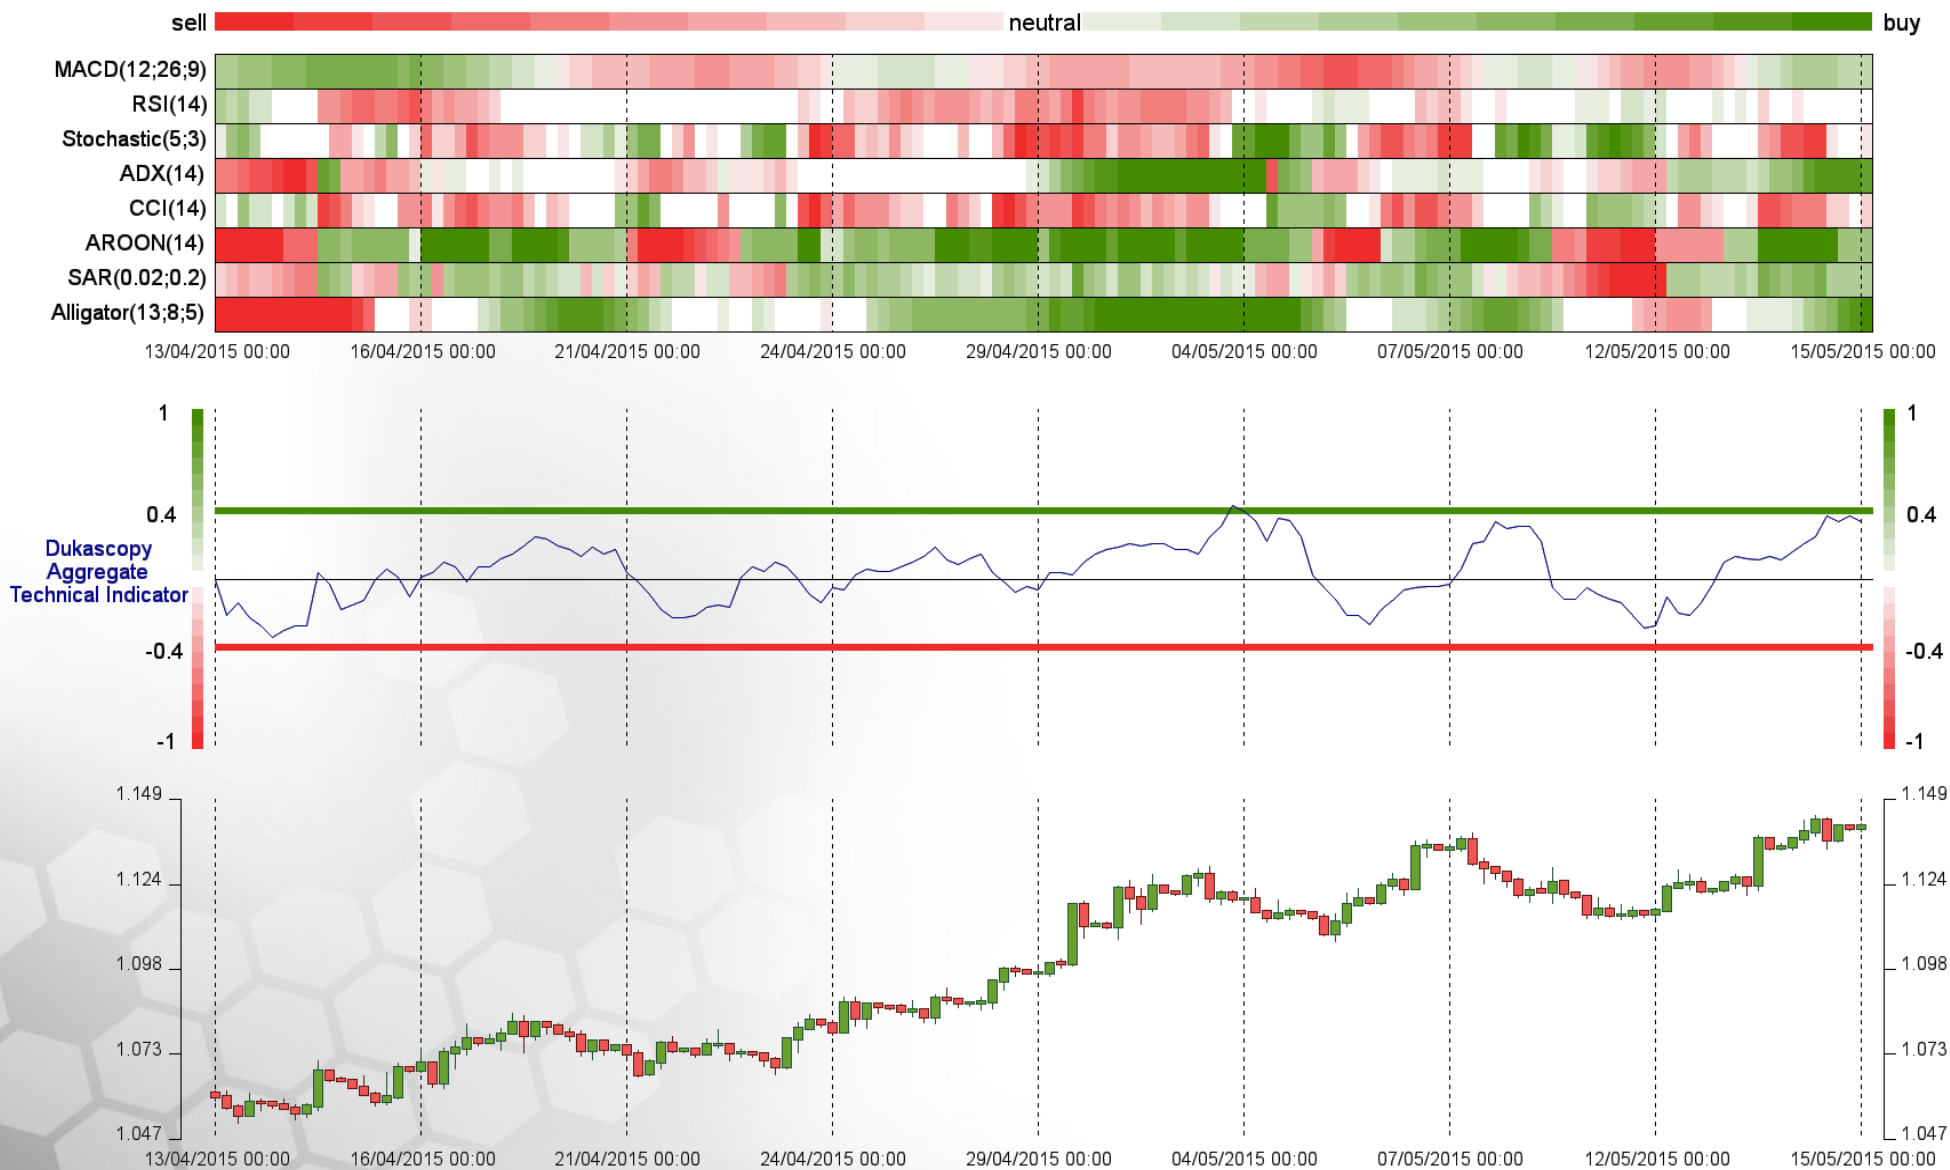 sell neutral buy
MACD(12;26;9)
RSI(14)
Stochastic(5;3)
ADX(14)
CCI(14)
AROON(14)
SAR(0.02;0.2)
Alligator(13;8;5)
13/04/2015 00:00 16/04/2015 00:00 21/04/2015 00:00 24/04/2015 00:00 29/04/2015 00:00 04/05/2015 00:00 07/05/2015 00:00 12/05/2015 00:00 15/05/2015 00:00
1 1
0.4 0.4
Dukascopy
Aggregate
Technical Indicator
-0.4 -0.4
-1 -1
1.149 1.149
1.124 1.124
1.098 1.098
1.073 1.073
1.047 1.047
13/04/2015 00:00 16/04/2015 00:00 21/04/2015 00:00 24/04/2015 00:00 29/04/2015 00:00 04/05/2015 00:00 07/05/2015 00:00 12/05/2015 00:00 15/05/2015 00:00